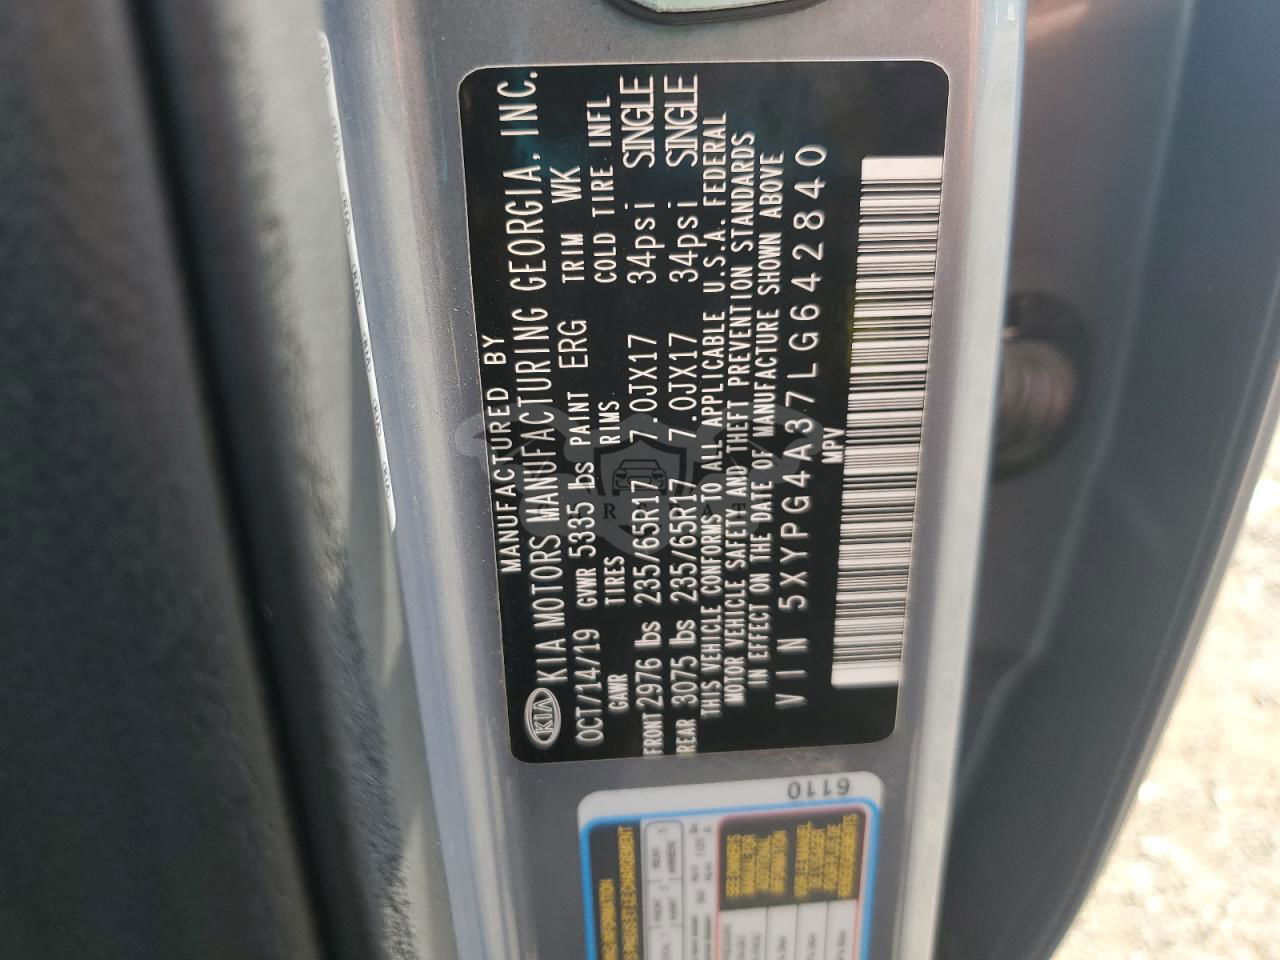 MANUFACTURED BY
KIA KIA MOTORS MANUFACTURING GEORGIA, INC.
OCT/14/19 GVWR 5335 lbs PAINT ERG TRIM WK
GAWR TIRES RIMS COLD TIRE INFL
FRONT 2976 lbs 235/65R17 7.0JX17 34psi SINGLE
REAR 3075 lbs 235/65R17 7.0JX17 34psi SINGLE
THIS VEHICLE CONFORMS TO ALL APPLICABLE U.S.A. FEDERAL
MOTOR VEHICLE SAFETY AND THEFT PREVENTION STANDARDS
IN EFFECT ON THE DATE OF MANUFACTURE SHOWN ABOVE
VIN 5XYPG4A37LG642840
MPV
6110